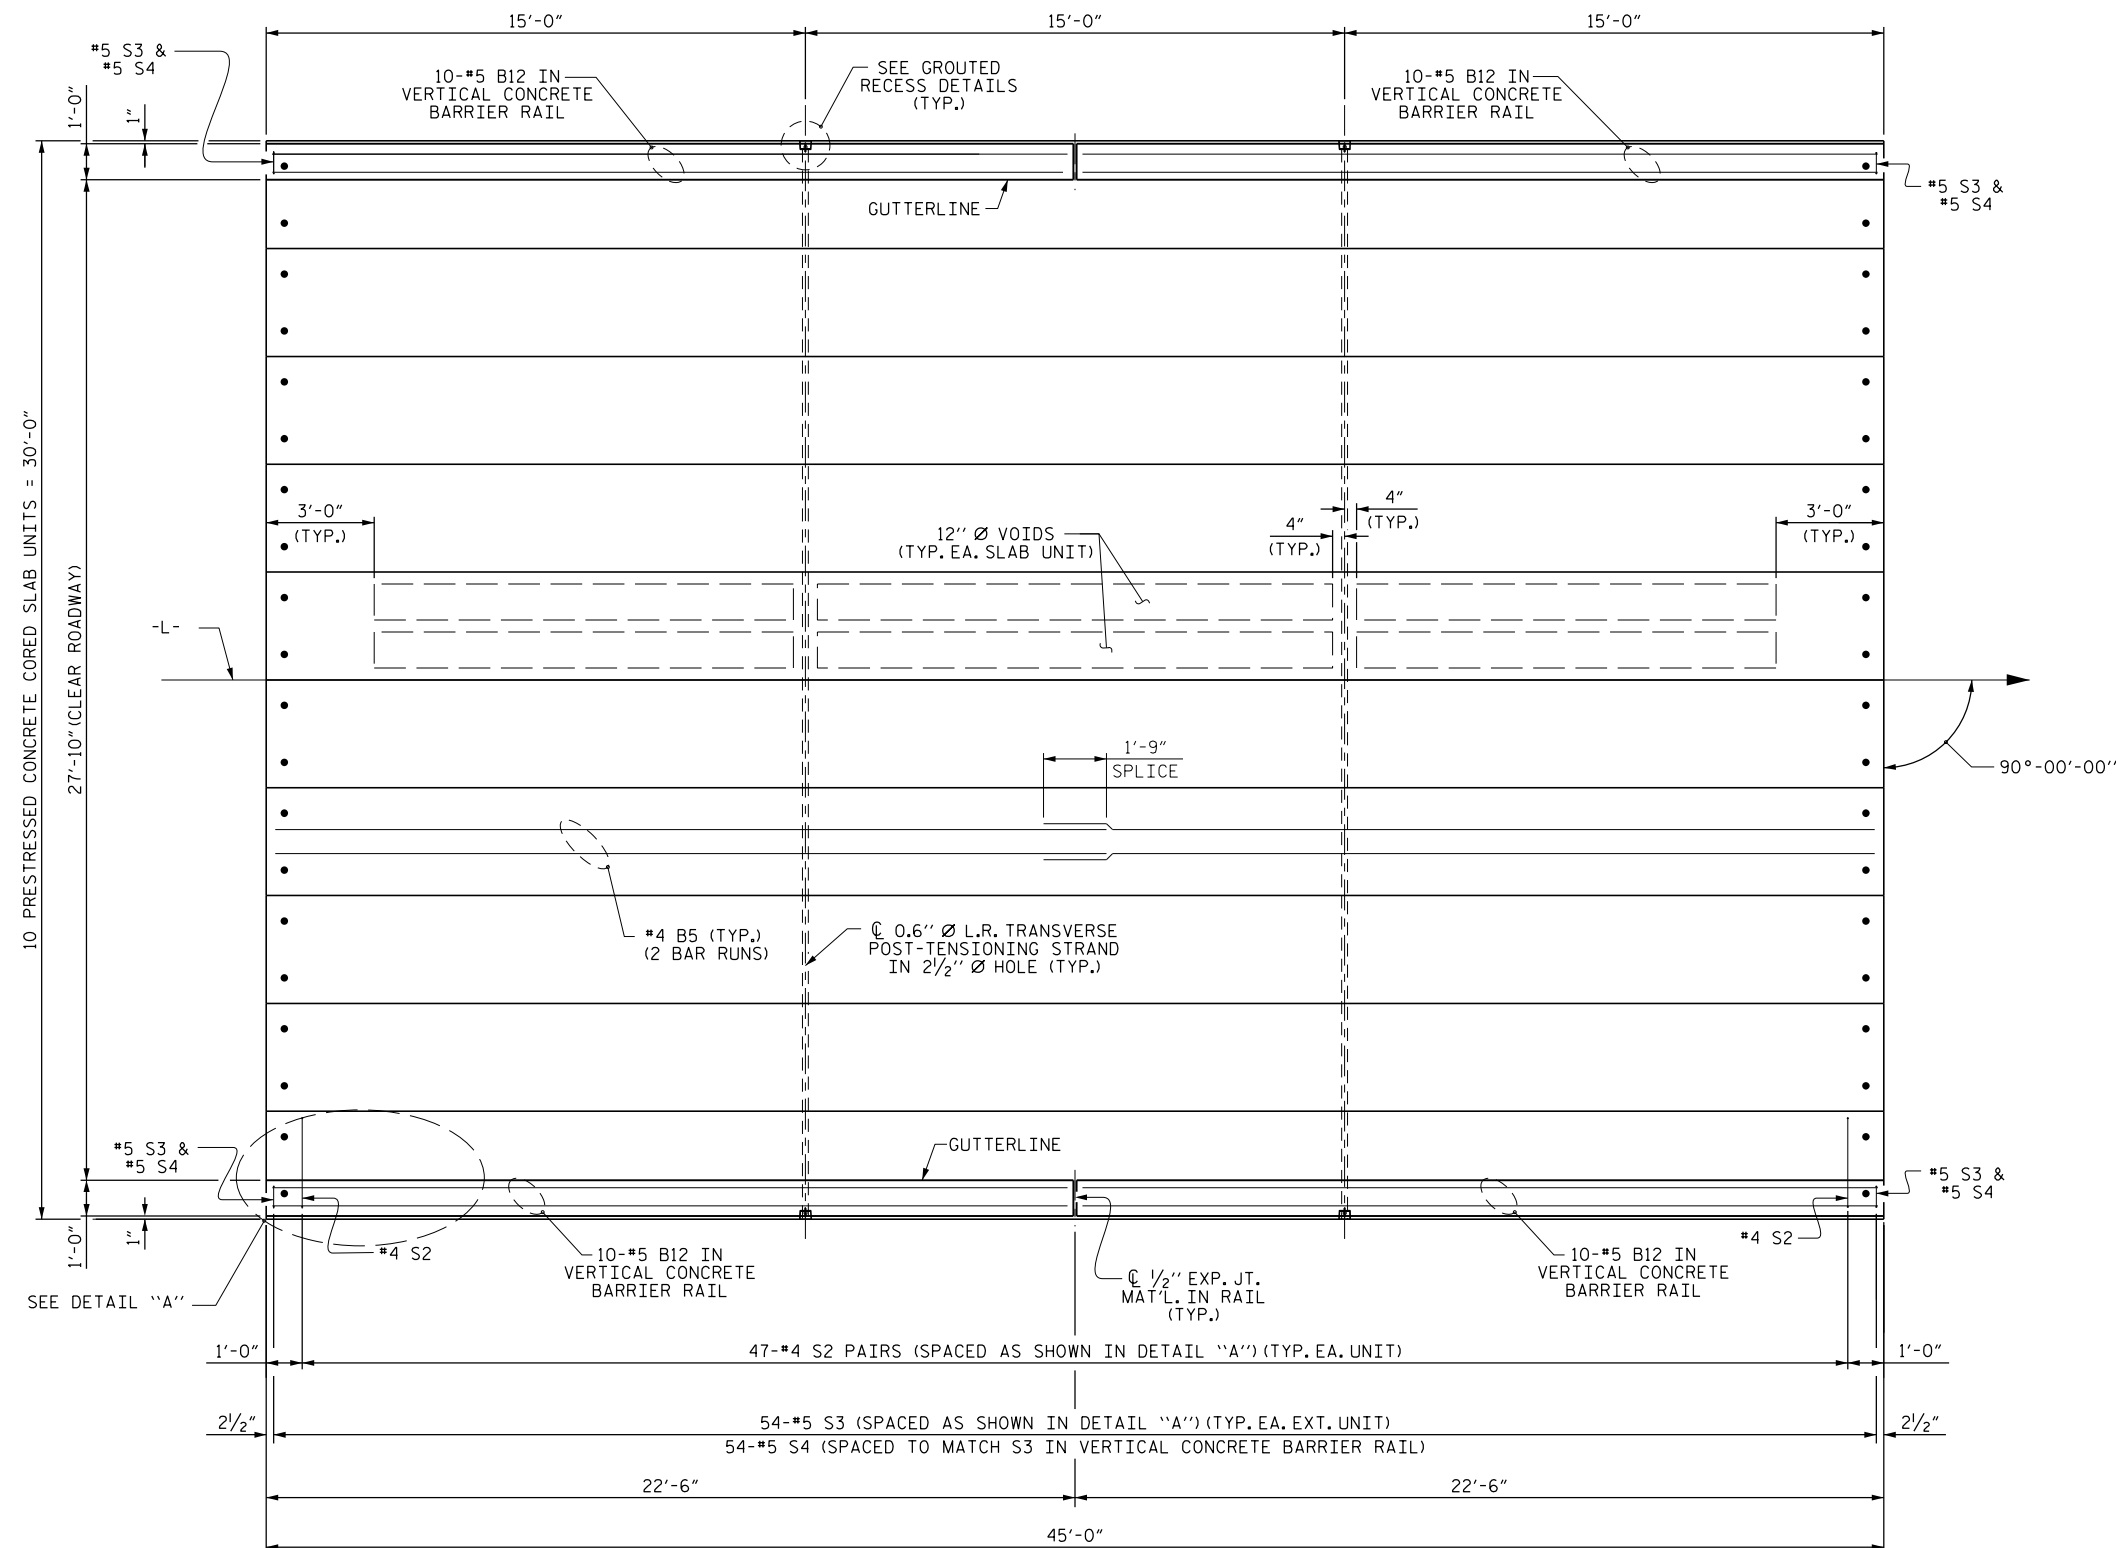 15'-0"
15'-0"
15'-0"
#5 S3 &
#5 S4
10-#5 B12 IN
VERTICAL CONCRETE
BARRIER RAIL
SEE GROUTED
RECESS DETAILS
(TYP.)
10-#5 B12 IN
VERTICAL CONCRETE
BARRIER RAIL
1'-0"
1"
#5 S3 &
#5 S4
GUTTERLINE
10 PRESTRESSED CONCRETE CORED SLAB UNITS = 30'-0"
27'-10" (CLEAR ROADWAY)
3'-0"
(TYP.)
12'' Ø VOIDS
(TYP. EA. SLAB UNIT)
4"
(TYP.)
4"
(TYP.)
3'-0"
(TYP.)
-L-
1'-9"
SPLICE
90°-00'-00''
#4 B5 (TYP.)
(2 BAR RUNS)
℄ 0.6'' Ø L.R. TRANSVERSE
POST-TENSIONING STRAND
IN 2½'' Ø HOLE (TYP.)
#5 S3 &
#5 S4
GUTTERLINE
#5 S3 &
#5 S4
1'-0"
1"
#4 S2
10-#5 B12 IN
VERTICAL CONCRETE
BARRIER RAIL
℄ ½'' EXP. JT.
MAT'L. IN RAIL
(TYP.)
#4 S2
10-#5 B12 IN
VERTICAL CONCRETE
BARRIER RAIL
SEE DETAIL ''A''
1'-0"
47-#4 S2 PAIRS (SPACED AS SHOWN IN DETAIL ''A'') (TYP. EA. UNIT)
1'-0"
2½"
54-#5 S3 (SPACED AS SHOWN IN DETAIL ''A'') (TYP. EA. EXT. UNIT)
54-#5 S4 (SPACED TO MATCH S3 IN VERTICAL CONCRETE BARRIER RAIL)
2½"
22'-6"
22'-6"
45'-0"